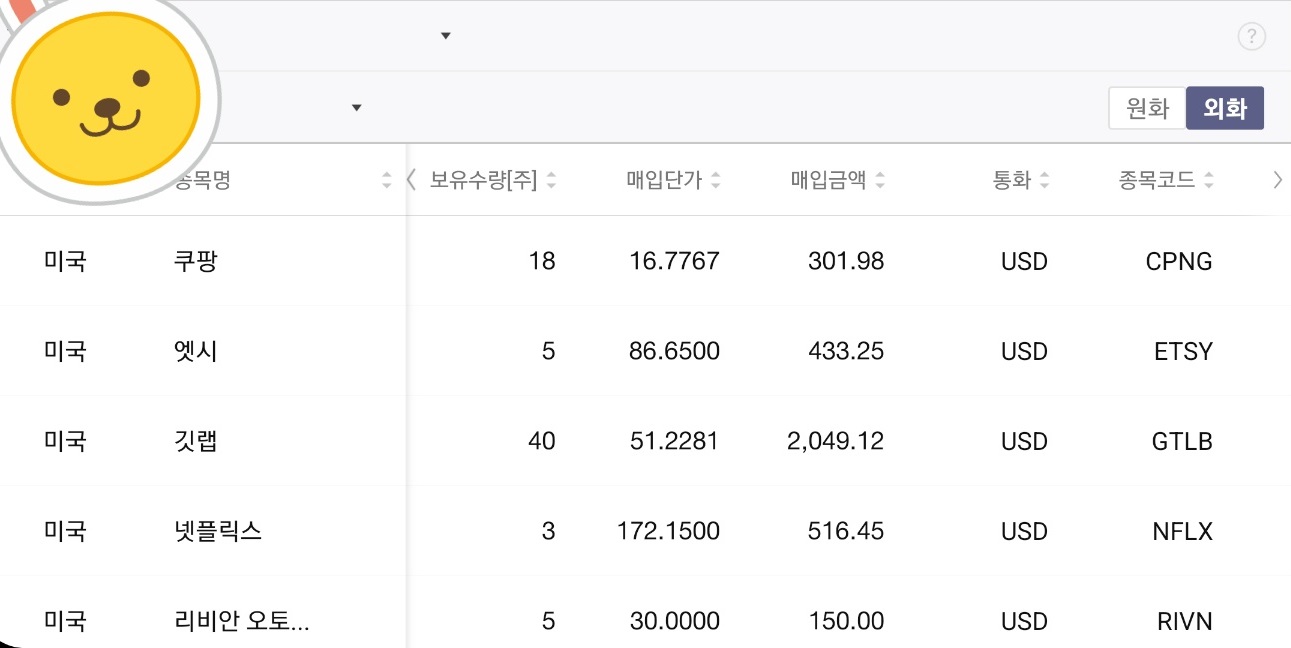 ?
원화 외화
종목명 보유수량[주] 매입단가 매입금액 통화 종목코드
미국 쿠팡 18 16.7767 301.98 USD CPNG
미국 엣시 5 86.6500 433.25 USD ETSY
미국 깃랩 40 51.2281 2,049.12 USD GTLB
미국 넷플릭스 3 172.1500 516.45 USD NFLX
미국 리비안 오토... 5 30.0000 150.00 USD RIVN